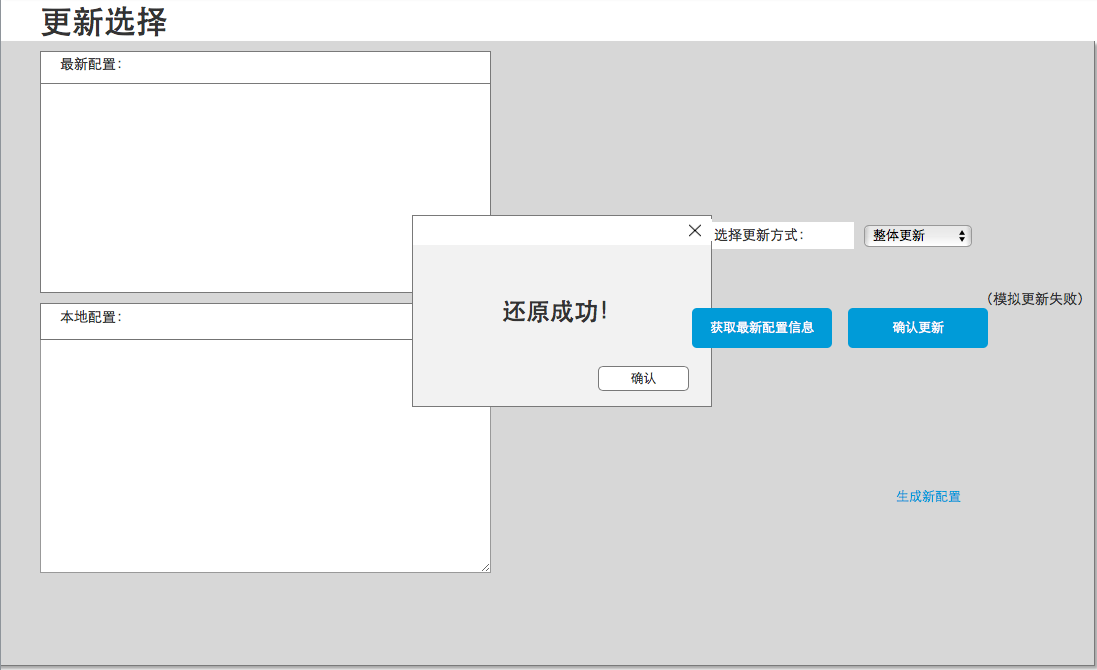 更新选择
最新配置：
选择更新方式：
整体更新
（模拟更新失败）
还原成功！
获取最新配置信息
确认更新
本地配置：
确认
生成新配置